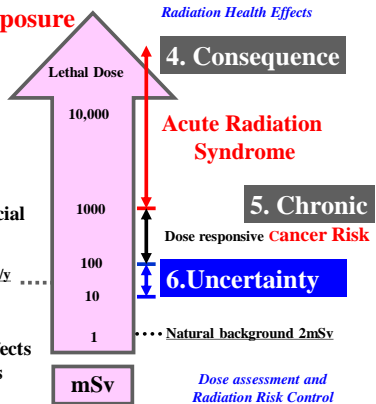 posure
Radiation Health Effects
4. Consequence
Lethal Dose
10,000
Acute Radiation
Syndrome
cial
1000
5. Chronic
Dose responsive Cancer Risk
100
/y
6.Uncertainty
10
1
Natural background 2mSv
fects
s
mSv
Dose assessment and
Radiation Risk Control